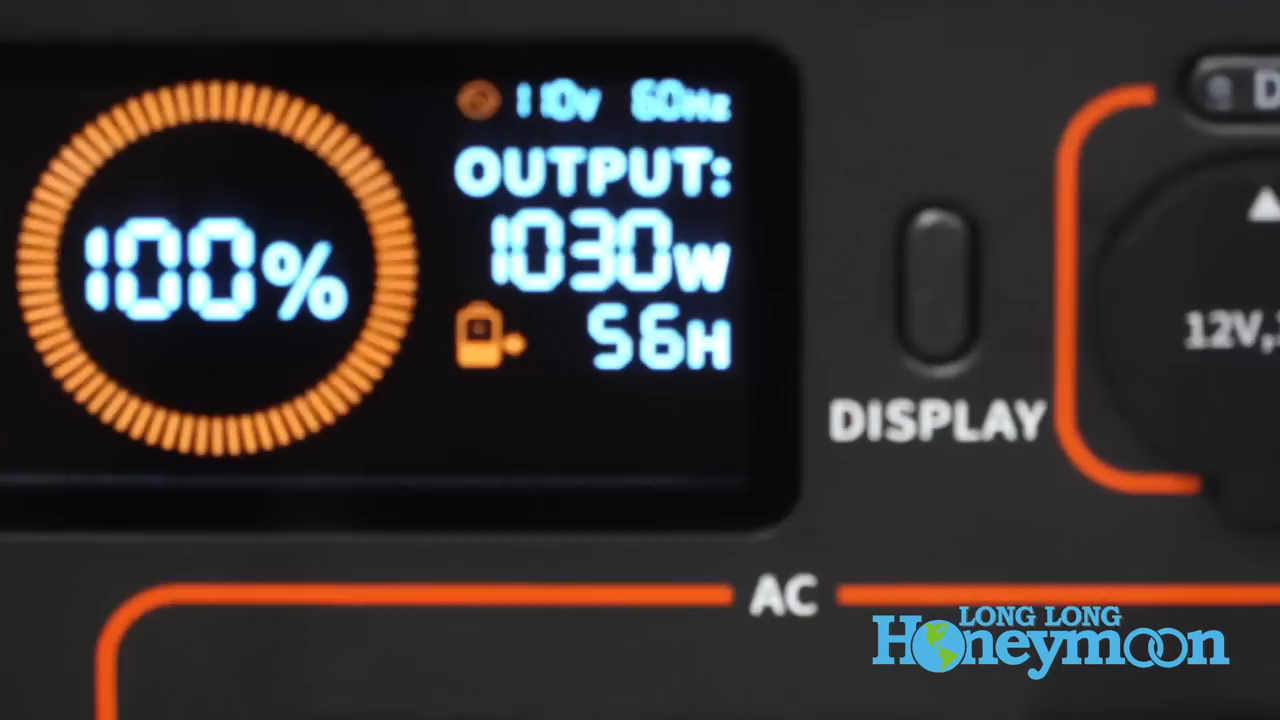 110V 60Hz
OUTPUT:
100%
1030W
56H
DISPLAY
D
12V,
AC
LONG LONG
Honeymoon